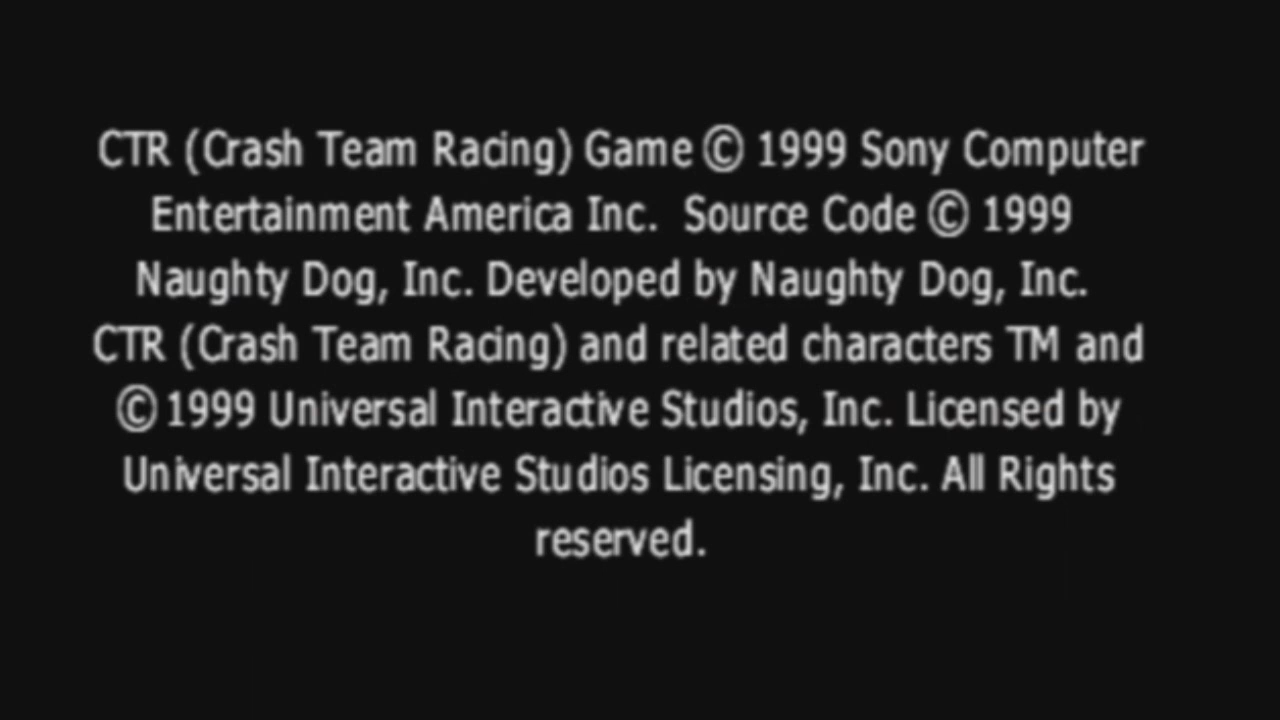 CTR (Crash Team Racing) Game © 1999 Sony Computer
Entertainment America Inc.  Source Code © 1999
Naughty Dog, Inc. Developed by Naughty Dog, Inc.
CTR (Crash Team Racing) and related characters TM and
© 1999 Universal Interactive Studios, Inc. Licensed by
Universal Interactive Studios Licensing, Inc. All Rights
reserved.